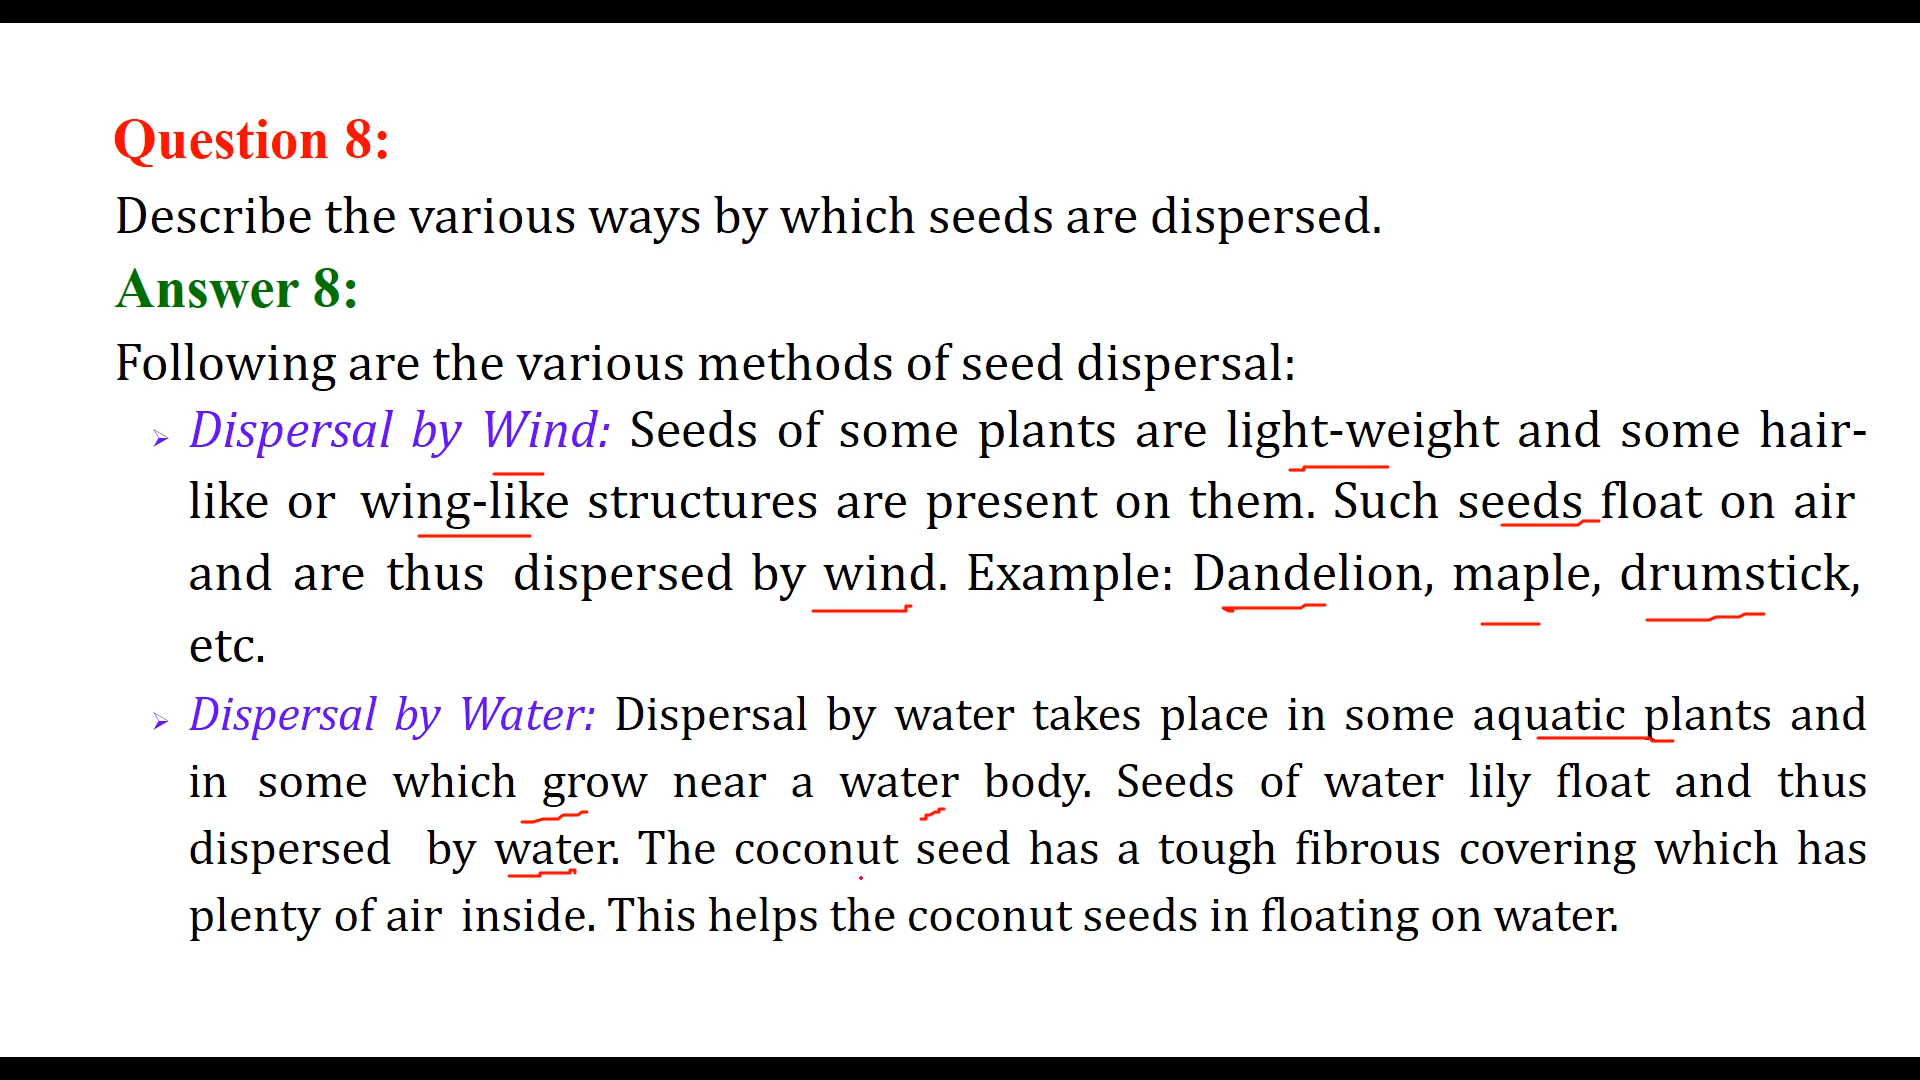 Question 8:
Describe the various ways by which seeds are dispersed.
Answer 8:
Following are the various methods of seed dispersal:
➢ Dispersal by Wind: Seeds of some plants are light-weight and some hair-
like or wing-like structures are present on them. Such seeds float on air
and are thus dispersed by wind. Example: Dandelion, maple, drumstick,
etc.
➢ Dispersal by Water: Dispersal by water takes place in some aquatic plants and
in some which grow near a water body. Seeds of water lily float and thus
dispersed by water. The coconut seed has a tough fibrous covering which has
plenty of air inside. This helps the coconut seeds in floating on water.